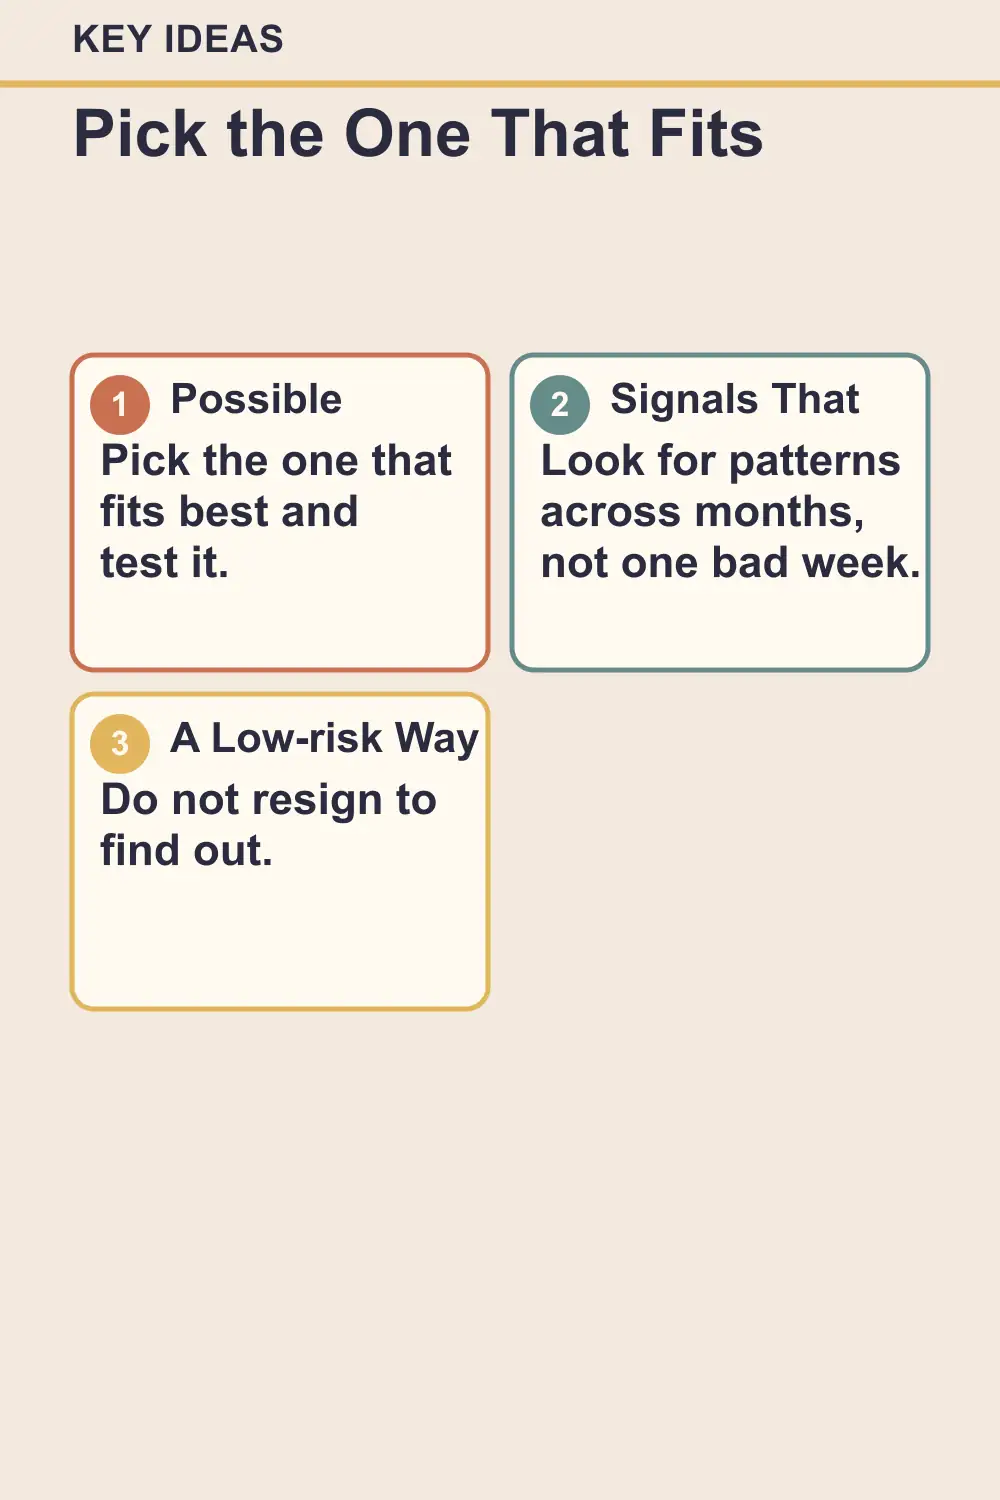 KEY IDEAS
Pick the One That Fits
1 Possible
Pick the one that
fits best and
test it.
2 Signals That
Look for patterns
across months,
not one bad week.
3 A Low-risk Way
Do not resign to
find out.